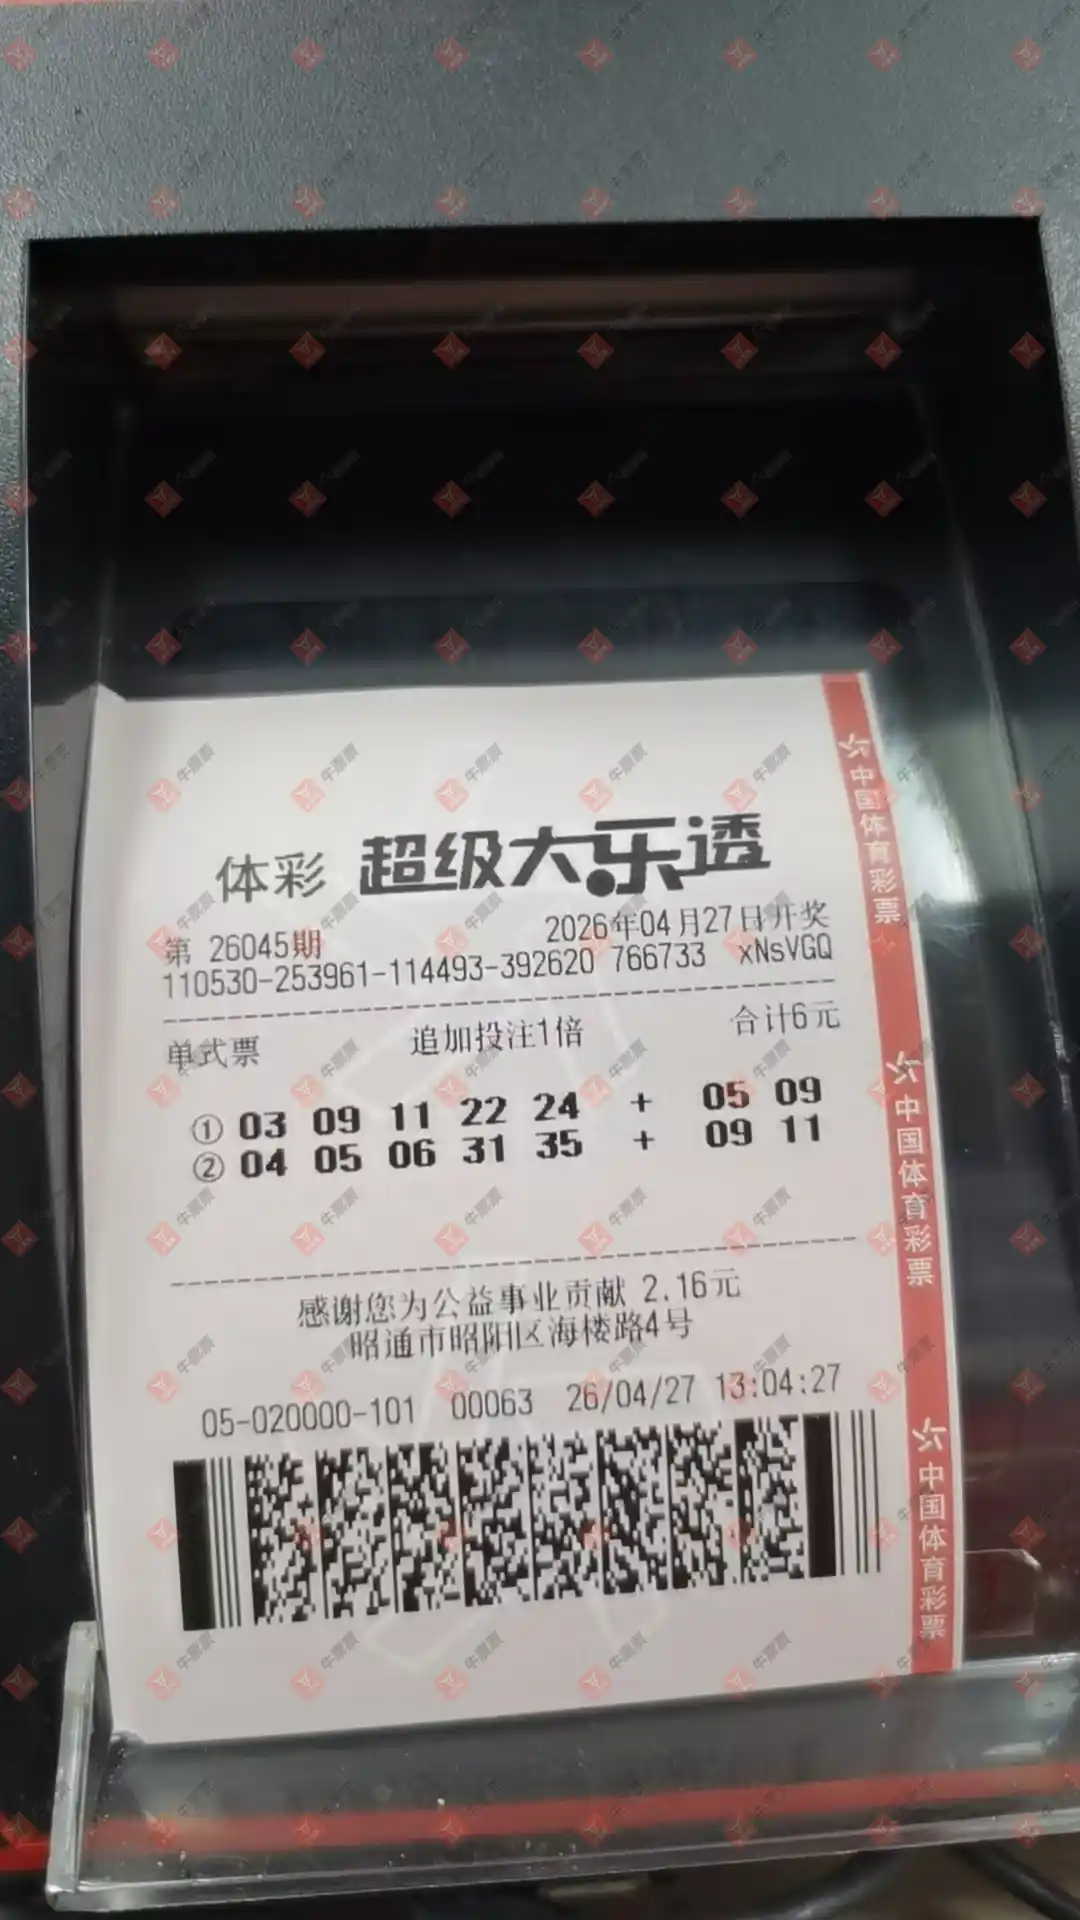 体彩 超级大乐透
第 26045期 2026年04月27日开奖
110530-253961-114493-392620 766733 xNsVGQ
单式票 追加投注1倍 合计6元
① 03 09 11 22 24 + 05 09
② 04 05 06 31 35 + 09 11
感谢您为公益事业贡献 2.16元
昭通市昭阳区海楼路4号
05-020000-101 00063 26/04/27 13:04:27
中国体育彩票
中国体育彩票
中国体育彩票
牛票票